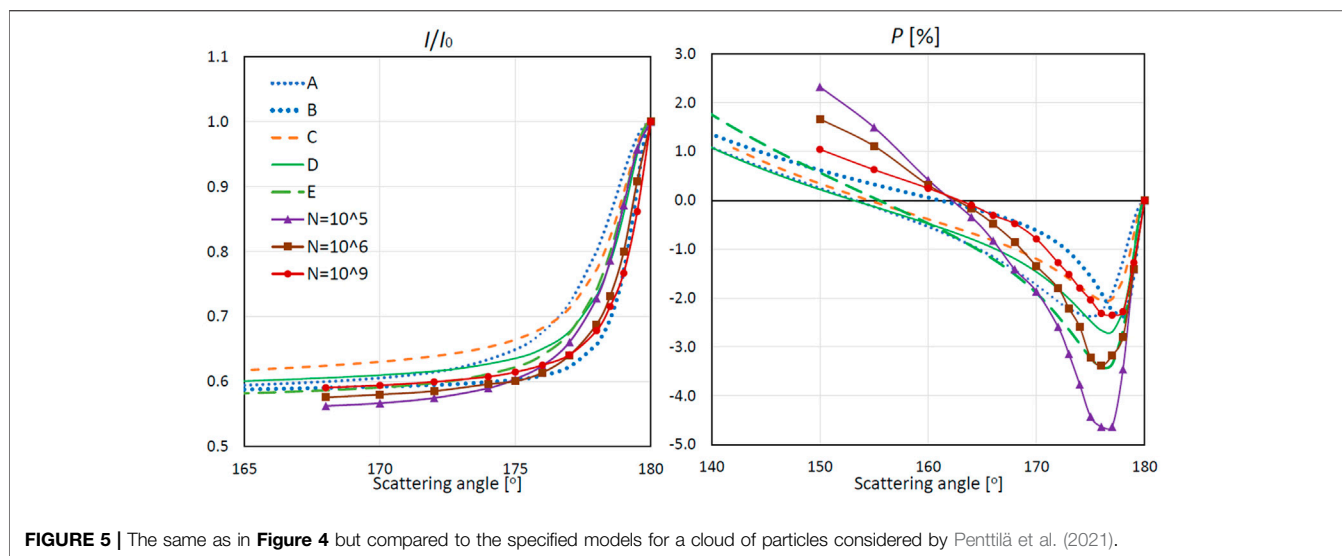 I/I₀
1.1
1.0
0.9
0.8
0.7
0.6
0.5
A
B
C
D
E
N=10^5
N=10^6
N=10^9
165
170
175
180
Scattering angle [°]
P [%]
3.0
2.0
1.0
0.0
-1.0
-2.0
-3.0
-4.0
-5.0
140
150
160
170
180
Scattering angle [°]
FIGURE 5 | The same as in Figure 4 but compared to the specified models for a cloud of particles considered by Penttilä et al. (2021).